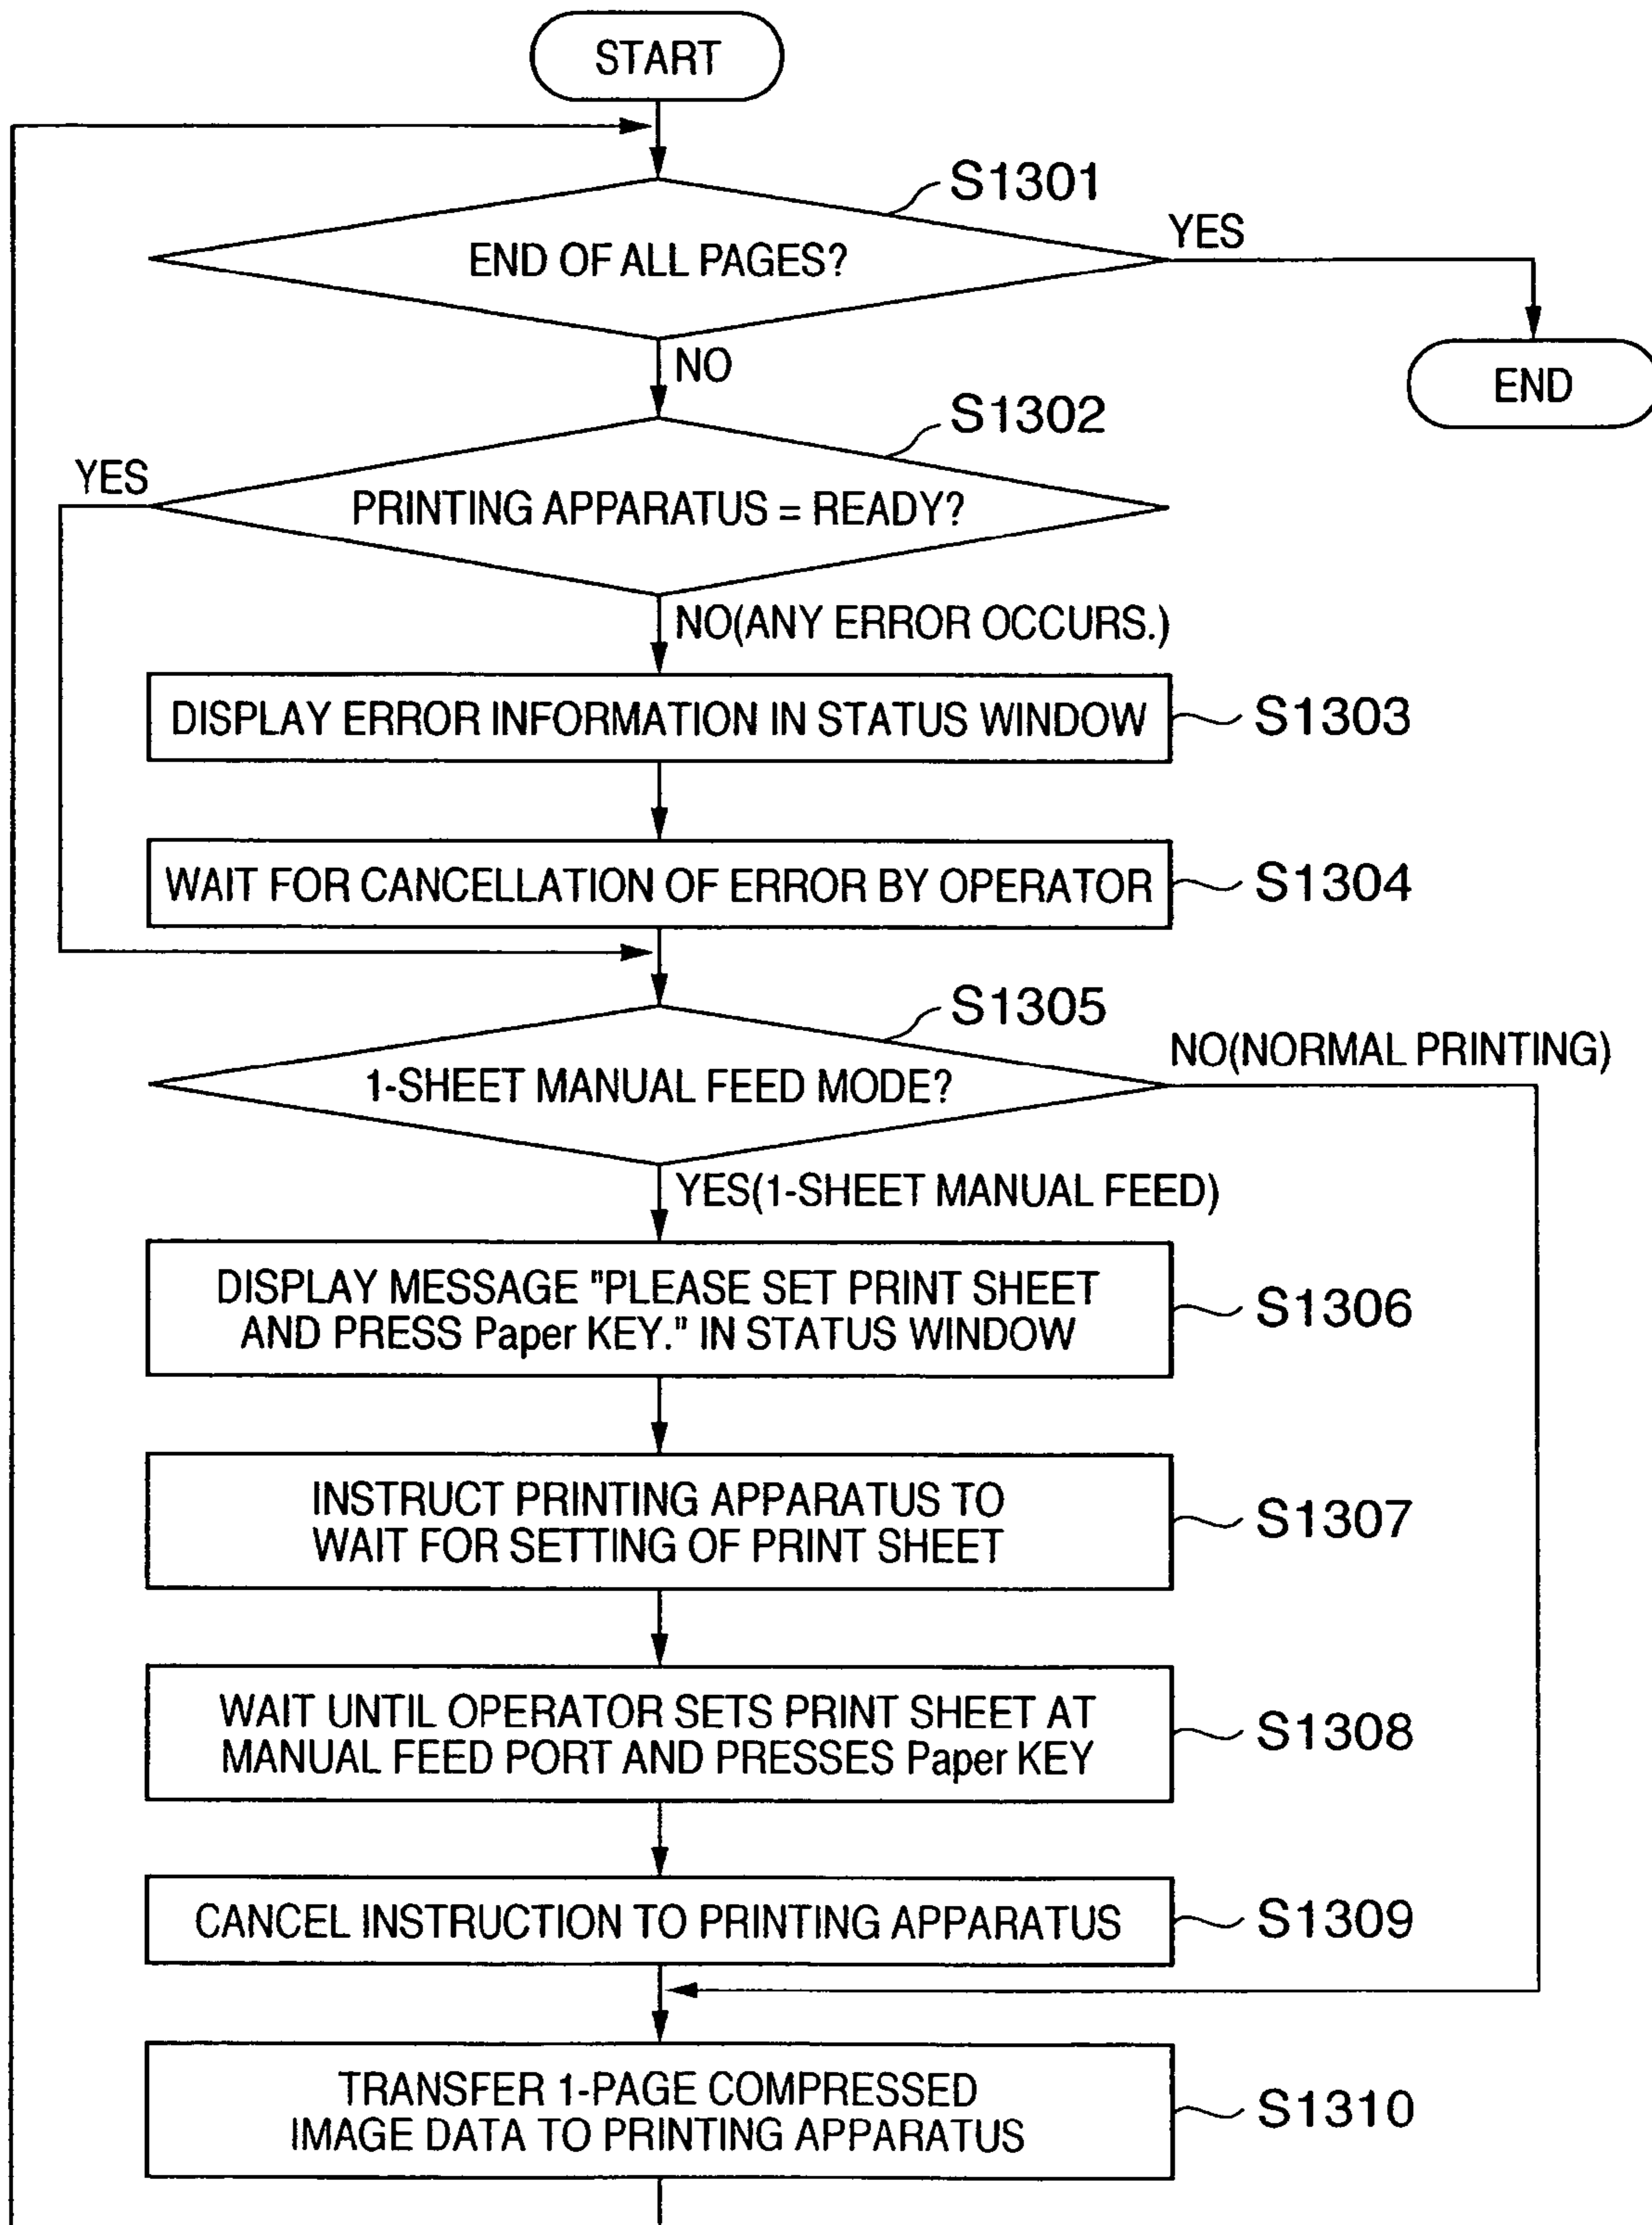 START
S1301
END OF ALL PAGES?
YES
END
NO
S1302
YES
PRINTING APPARATUS = READY?
NO(ANY ERROR OCCURS.)
DISPLAY ERROR INFORMATION IN STATUS WINDOW
S1303
WAIT FOR CANCELLATION OF ERROR BY OPERATOR
S1304
S1305
NO(NORMAL PRINTING)
1-SHEET MANUAL FEED MODE?
YES(1-SHEET MANUAL FEED)
DISPLAY MESSAGE "PLEASE SET PRINT SHEET
AND PRESS Paper KEY." IN STATUS WINDOW
S1306
INSTRUCT PRINTING APPARATUS TO
WAIT FOR SETTING OF PRINT SHEET
S1307
WAIT UNTIL OPERATOR SETS PRINT SHEET AT
MANUAL FEED PORT AND PRESSES Paper KEY
S1308
CANCEL INSTRUCTION TO PRINTING APPARATUS
S1309
TRANSFER 1-PAGE COMPRESSED
IMAGE DATA TO PRINTING APPARATUS
S1310